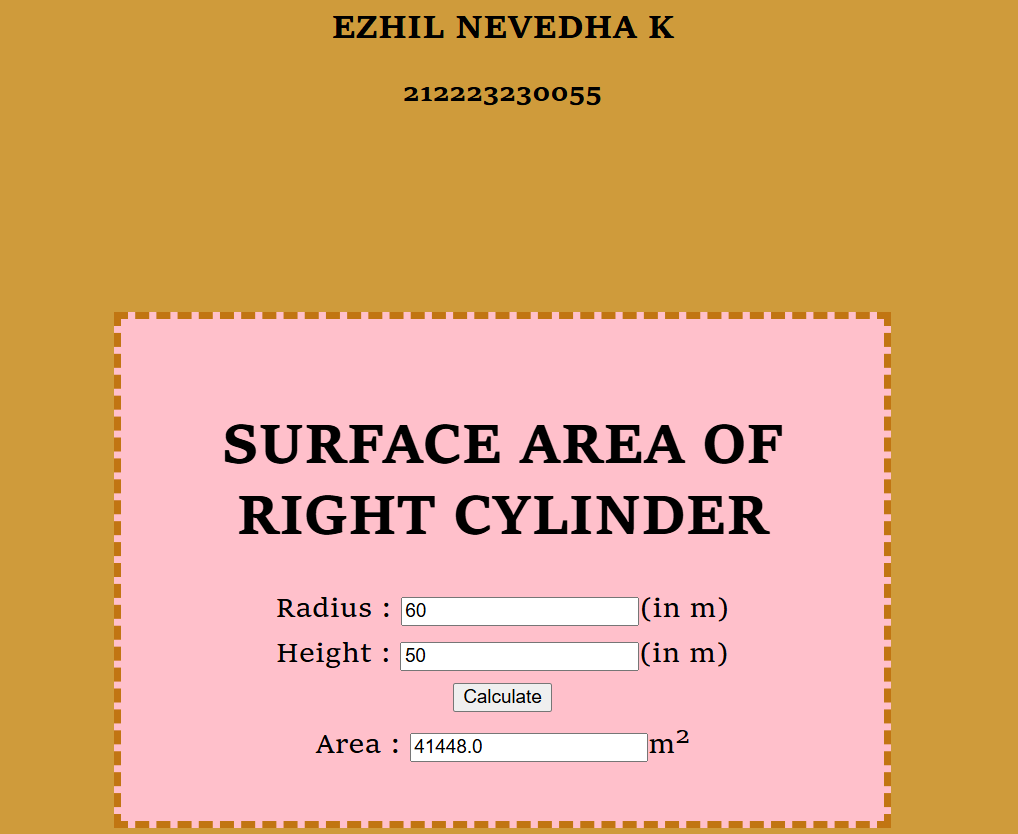 EZHIL NEVEDHA K
212223230055
SURFACE AREA OF
RIGHT CYLINDER
Radius : 60 (in m)
Height : 50 (in m)
Calculate
Area : 41448.0 m²